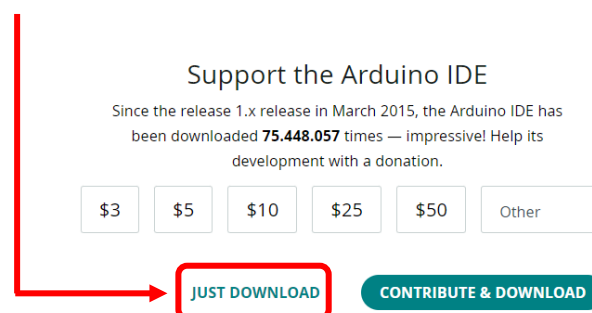 Support the Arduino IDE
Since the release 1.x release in March 2015, the Arduino IDE has
been downloaded 75.448.057 times — impressive! Help its
development with a donation.
$3 $5 $10 $25 $50 Other
JUST DOWNLOAD CONTRIBUTE & DOWNLOAD